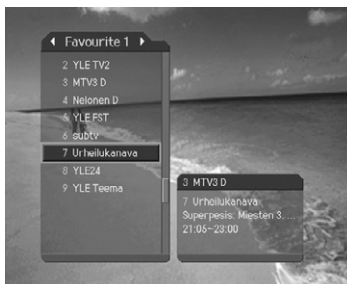 Favourite 1
2 YLE TV2
3 MTV3 D
4 Nelonen D
5 YLE FST
6 subtv
7 Urheilukanava
8 YLE24
9 YLE Teema
3 MTV3 D
7 Urheilukanava
Superpesis: Miesten 3. ...
21:05~23:00